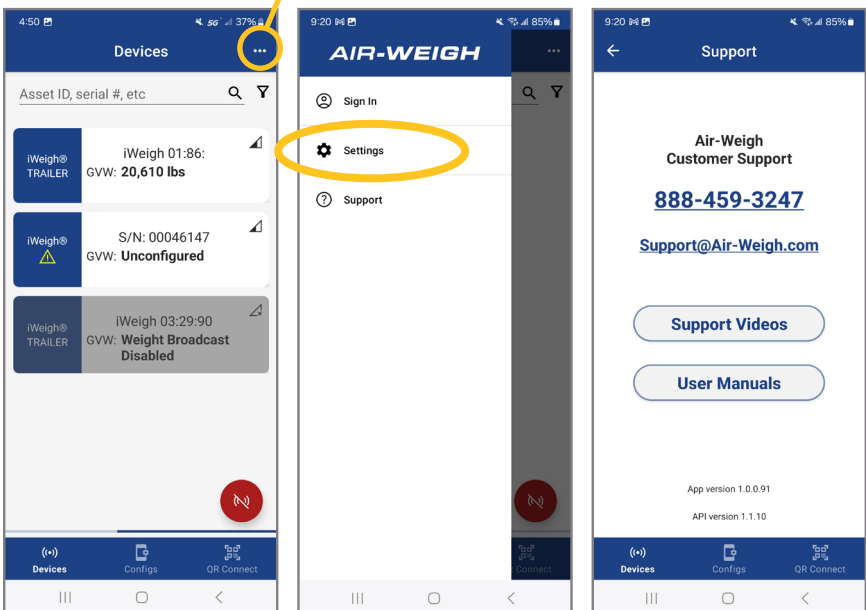 4:50
5G
37%
Devices
Asset ID, serial #, etc
iWeigh®
TRAILER
iWeigh 01:86:
GVW: 20,610 lbs
iWeigh®
S/N: 00046147
GVW: Unconfigured
iWeigh®
TRAILER
iWeigh 03:29:90
GVW: Weight Broadcast
Disabled
Devices
Configs
QR Connect
9:20
85%
AIR-WEIGH
Sign In
Settings
Support
Connect
9:20
85%
Support
Air-Weigh
Customer Support
888-459-3247
Support@Air-Weigh.com
Support Videos
User Manuals
App version 1.0.0.91
API version 1.1.10
Devices
Configs
QR Connect